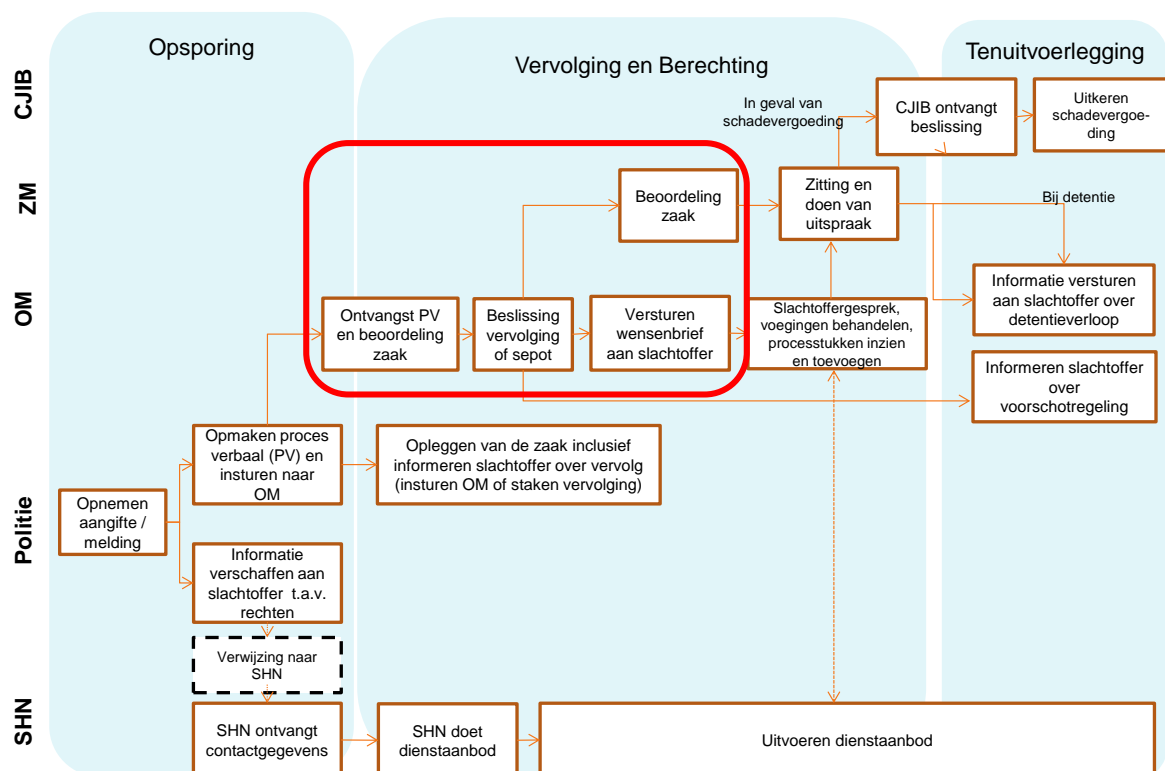 Opsporing
Vervolging en Berechting
Tenuitvoerlegging
CJIB
In geval van
schadevergoeding
CJIB ontvangt
beslissing
Uitkeren
schadevergoe-
ding
ZM
Beoordeling
zaak
Zitting en
doen van
uitspraak
Bij detentie
OM
Ontvangst PV
en beoordeling
zaak
Beslissing
vervolging
of sepot
Versturen
wensenbrief
aan slachtoffer
Slachtoffergesprek,
voegingen behandelen,
processtukken inzien
en toevoegen
Informatie versturen
aan slachtoffer over
detentieverloop
Informeren slachtoffer
over
voorschotregeling
Politie
Opnemen
aangifte /
melding
Opmaken proces
verbaal (PV) en
insturen naar
OM
Opleggen van de zaak inclusief
informeren slachtoffer over vervolg
(insturen OM of staken vervolging)
Informatie
verschaffen aan
slachtoffer t.a.v.
rechten
Verwijzing naar
SHN
SHN
SHN ontvangt
contactgegevens
SHN doet
dienstaanbod
Uitvoeren dienstaanbod